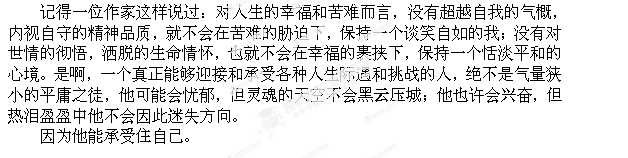 记得一位作家这样说过：对人生的幸福和苦难而言，没有超越自我的气慨，
内视自守的精神品质，就不会在苦难的胁迫下，保持一个谈笑自如的我；没有对
世情的彻悟，洒脱的生命情怀，也就不会在幸福的裹挟下，保持一个恬淡平和的
心境。是啊，一个真正能够迎接和承受各种人生际遇和挑战的人，绝不是气量狭
小的平庸之徒，他可能会忧郁，但灵魂的天空不会黑云压城；他也许会兴奋，但
热泪盈盈中他不会因此迷失方向。
因为他能承受住自己。